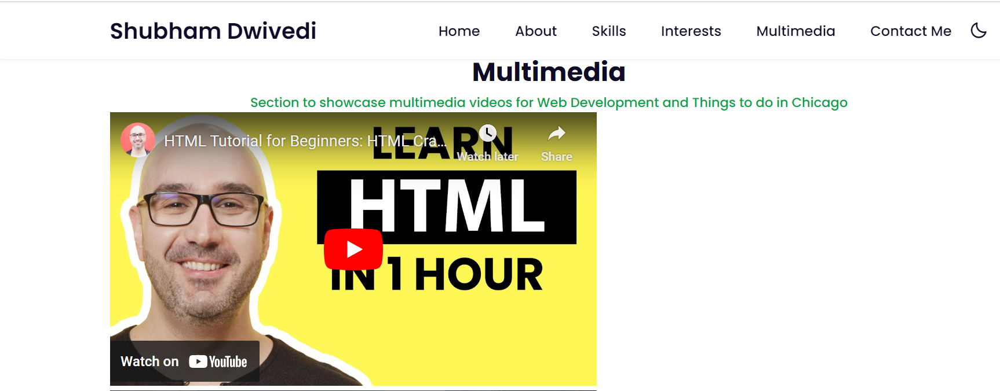 Shubham Dwivedi Home About Skills Interests Multimedia Contact Me
Multimedia
Section to showcase multimedia videos for Web Development and Things to do in Chicago
HTML Tutorial for Beginners: HTML Cra...
Watch later
Share
LEARN
HTML
IN 1 HOUR
Watch on YouTube